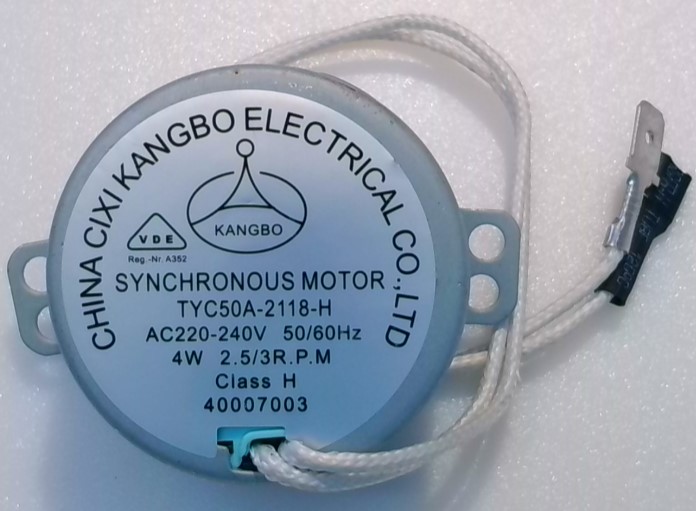 CHINA CIXI KANGBO ELECTRICAL CO.,LTD
KANGBO
VDE
Reg.-Nr. A352
SYNCHRONOUS MOTOR
TYC50A-2118-H
AC220-240V 50/60Hz
4W 2.5/3R.P.M
Class H
40007003